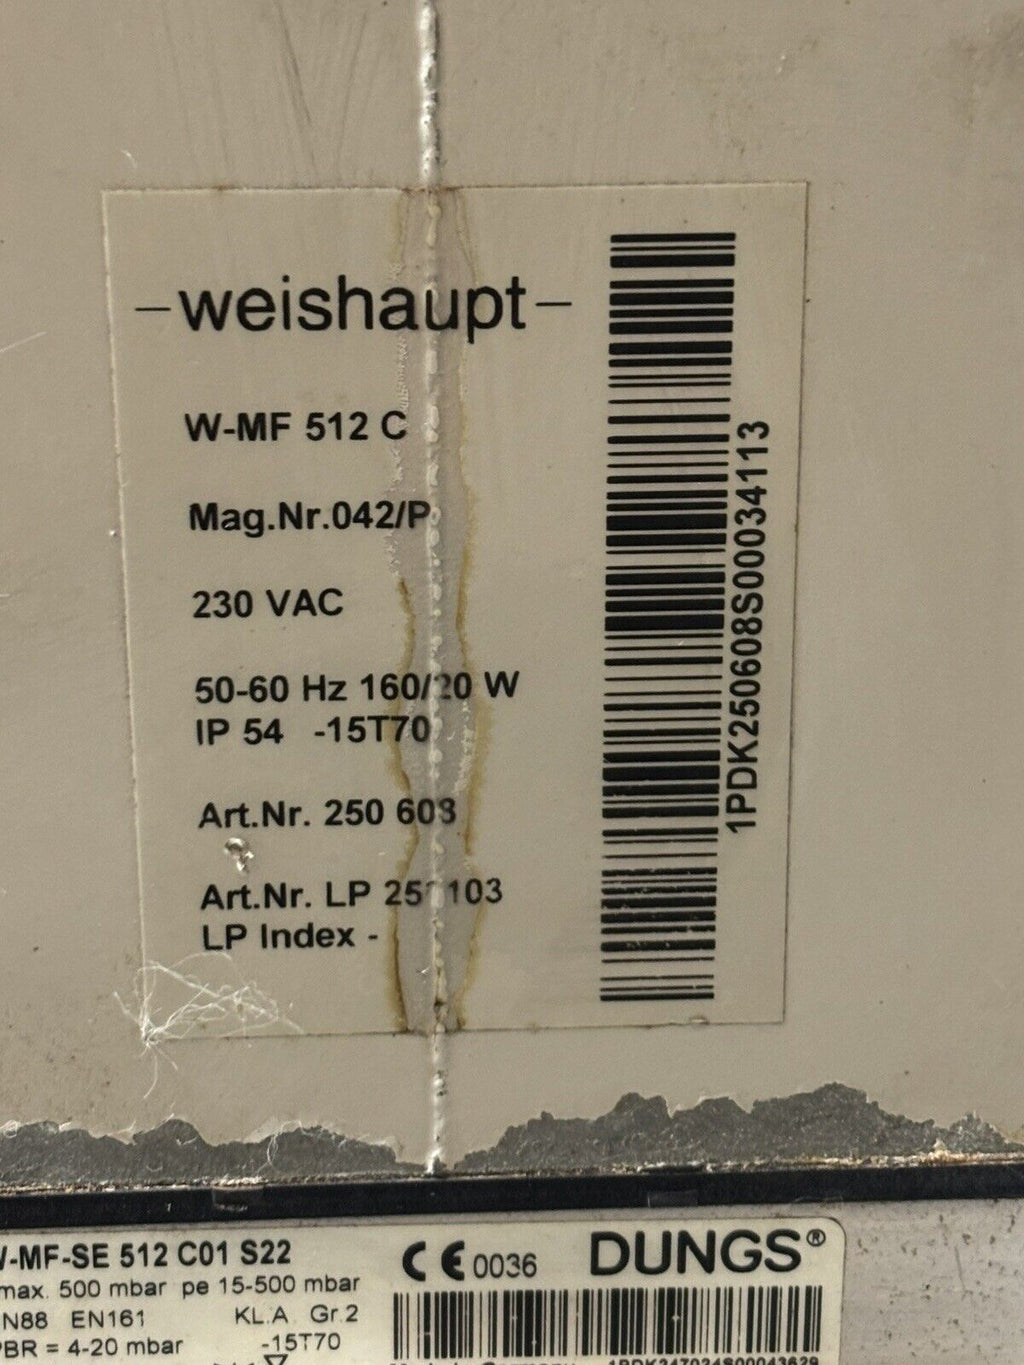 -weishaupt-
W-MF 512 C
Mag.Nr.042/P
230 VAC
50-60 Hz 160/20 W
IP 54 -15T70
Art.Nr. 250 608
Art.Nr. LP 103
LP Index -
1PDK250608S00034113
-MF-SE 512 C01 S22
max. 500 mbar pe 15-500 mbar
N88 EN161 KL.A Gr.2
PBR = 4-20 mbar -15T70
CE 0036 DUNGS®